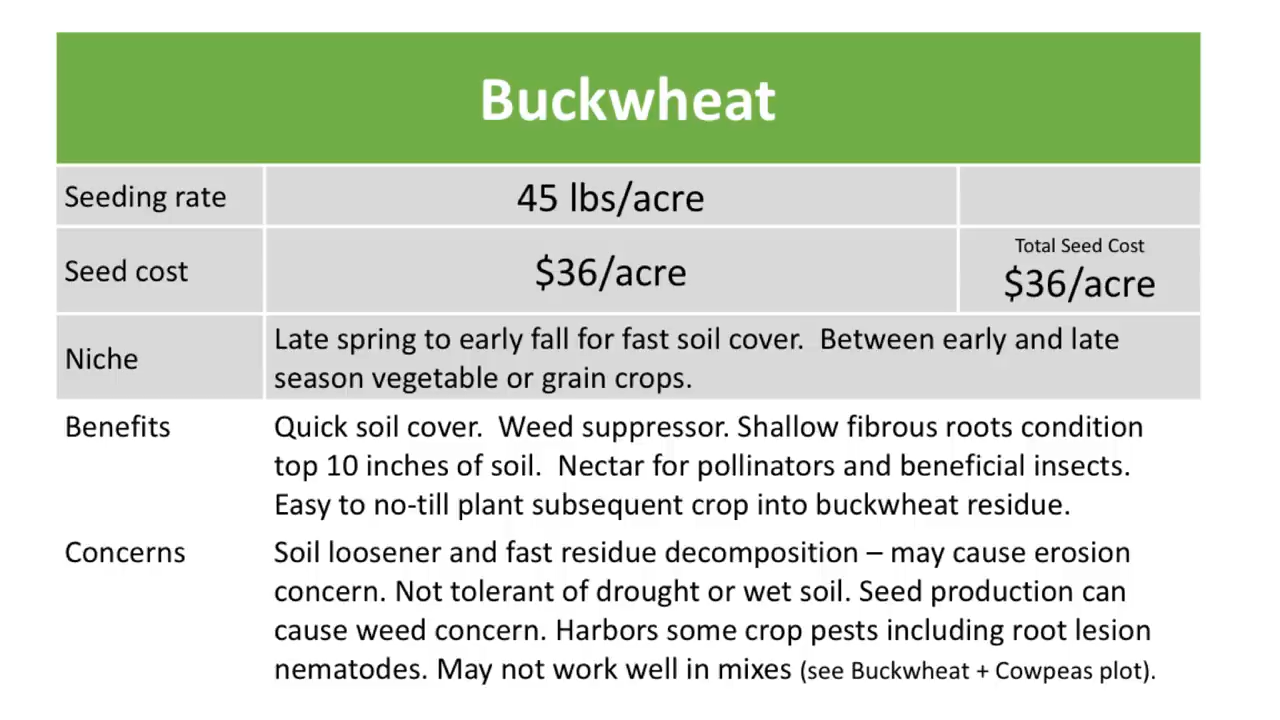 Buckwheat
Seeding rate
45 lbs/acre
Seed cost
$36/acre
Total Seed Cost
$36/acre
Niche
Late spring to early fall for fast soil cover.  Between early and late
season vegetable or grain crops.
Benefits
Quick soil cover.  Weed suppressor. Shallow fibrous roots condition
top 10 inches of soil.  Nectar for pollinators and beneficial insects.
Easy to no-till plant subsequent crop into buckwheat residue.
Concerns
Soil loosener and fast residue decomposition – may cause erosion
concern. Not tolerant of drought or wet soil. Seed production can
cause weed concern. Harbors some crop pests including root lesion
nematodes. May not work well in mixes (see Buckwheat + Cowpeas plot).